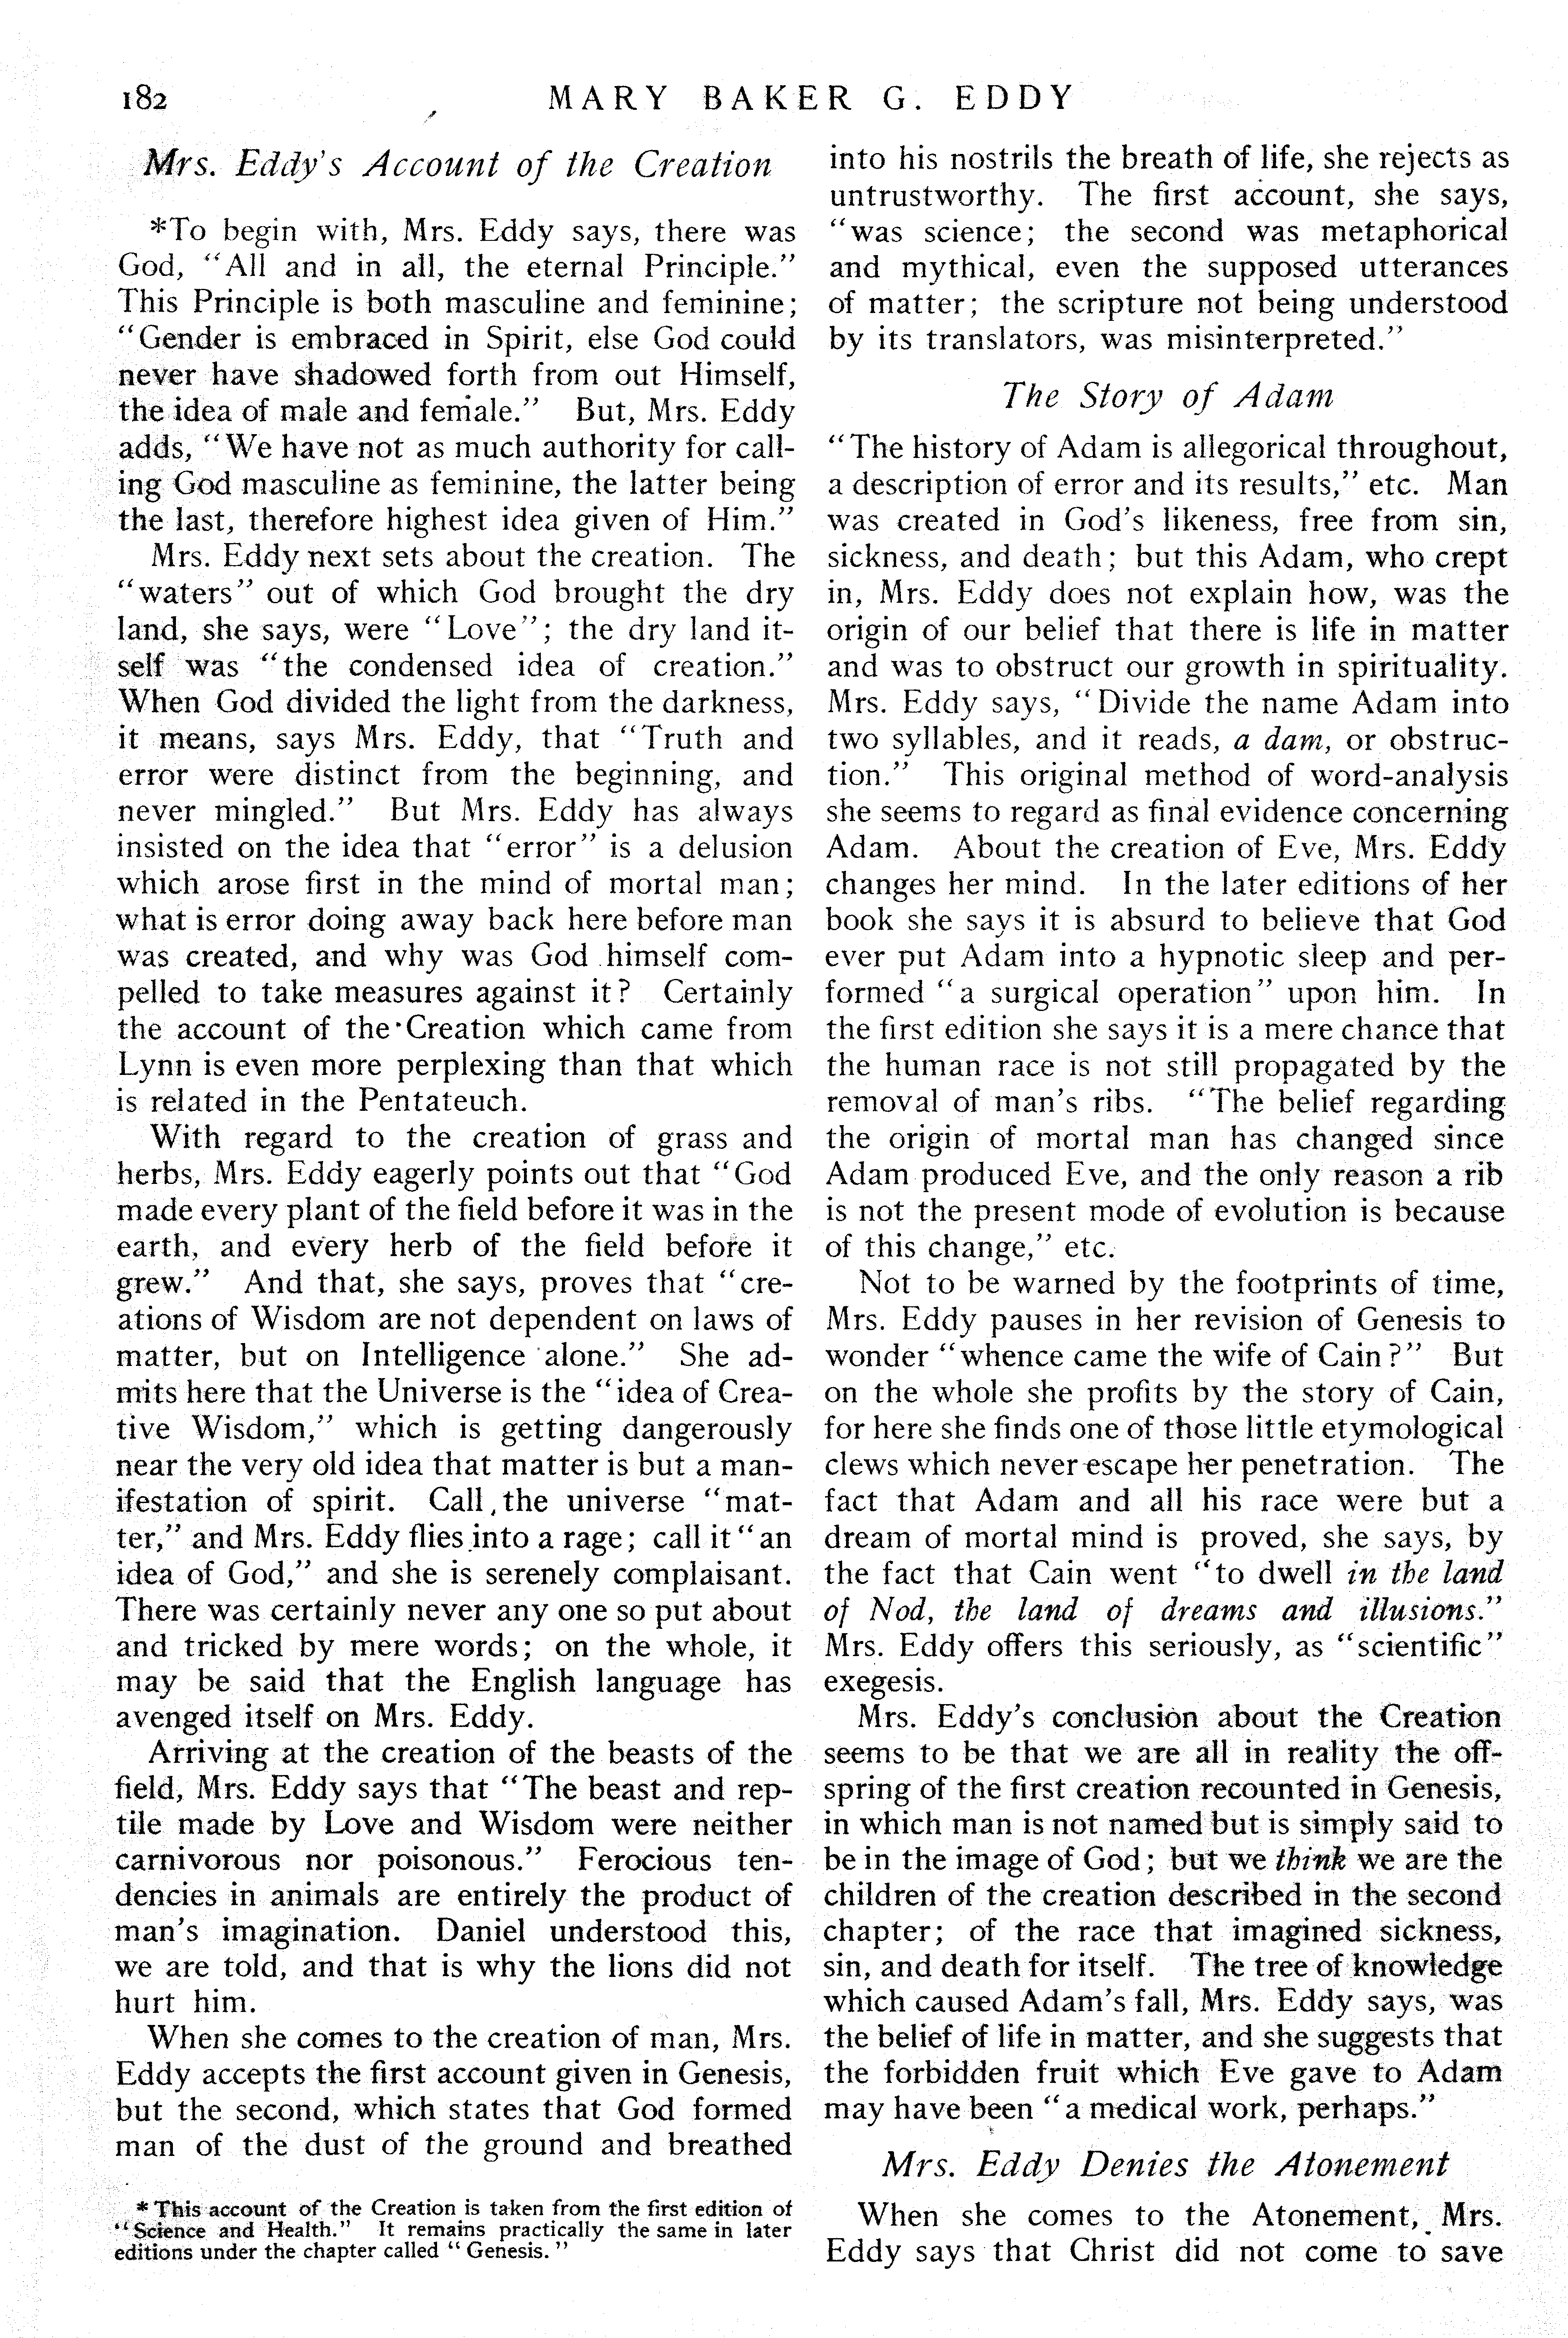 182
MARY BAKER G. EDDY
Mrs. Eddy's Account of the Creation
*To begin with, Mrs. Eddy says, there was
God, "All and in all, the eternal Principle."
This Principle is both masculine and feminine;
"Gender is embraced in Spirit, else God could
never have shadowed forth from out Himself,
the idea of male and female." But, Mrs. Eddy
adds, "We have not as much authority for call-
ing God masculine as feminine, the latter being
the last, therefore highest idea given of Him."
Mrs. Eddy next sets about the creation. The
"waters" out of which God brought the dry
land, she says, were "Love"; the dry land it-
self was "the condensed idea of creation."
When God divided the light from the darkness,
it means, says Mrs. Eddy, that "Truth and
error were distinct from the beginning, and
never mingled." But Mrs. Eddy has always
insisted on the idea that "error" is a delusion
which arose first in the mind of mortal man;
what is error doing away back here before man
was created, and why was God himself com-
pelled to take measures against it? Certainly
the account of the Creation which came from
Lynn is even more perplexing than that which
is related in the Pentateuch.
With regard to the creation of grass and
herbs, Mrs. Eddy eagerly points out that "God
made every plant of the field before it was in the
earth, and every herb of the field before it
grew." And that, she says, proves that "cre-
ations of Wisdom are not dependent on laws of
matter, but on Intelligence alone." She ad-
mits here that the Universe is the "idea of Crea-
tive Wisdom," which is getting dangerously
near the very old idea that matter is but a man-
ifestation of spirit. Call the universe "mat-
ter," and Mrs. Eddy flies into a rage; call it "an
idea of God," and she is serenely complaisant.
There was certainly never any one so put about
and tricked by mere words; on the whole, it
may be said that the English language has
avenged itself on Mrs. Eddy.
Arriving at the creation of the beasts of the
field, Mrs. Eddy says that "The beast and rep-
tile made by Love and Wisdom were neither
carnivorous nor poisonous." Ferocious ten-
dencies in animals are entirely the product of
man's imagination. Daniel understood this,
we are told, and that is why the lions did not
hurt him.
When she comes to the creation of man, Mrs.
Eddy accepts the first account given in Genesis,
but the second, which states that God formed
man of the dust of the ground and breathed
* This account of the Creation is taken from the first edition of
"Science and Health." It remains practically the same in later
editions under the chapter called "Genesis."
into his nostrils the breath of life, she rejects as
untrustworthy. The first account, she says,
"was science; the second was metaphorical
and mythical, even the supposed utterances
of matter; the scripture not being understood
by its translators, was misinterpreted."
The Story of Adam
"The history of Adam is allegorical throughout,
a description of error and its results," etc. Man
was created in God's likeness, free from sin,
sickness, and death; but this Adam, who crept
in, Mrs. Eddy does not explain how, was the
origin of our belief that there is life in matter
and was to obstruct our growth in spirituality.
Mrs. Eddy says, "Divide the name Adam into
two syllables, and it reads, a dam, or obstruc-
tion." This original method of word-analysis
she seems to regard as final evidence concerning
Adam. About the creation of Eve, Mrs. Eddy
changes her mind. In the later editions of her
book she says it is absurd to believe that God
ever put Adam into a hypnotic sleep and per-
formed "a surgical operation" upon him. In
the first edition she says it is a mere chance that
the human race is not still propagated by the
removal of man's ribs. "The belief regarding
the origin of mortal man has changed since
Adam produced Eve, and the only reason a rib
is not the present mode of evolution is because
of this change," etc.
Not to be warned by the footprints of time,
Mrs. Eddy pauses in her revision of Genesis to
wonder "whence came the wife of Cain?" But
on the whole she profits by the story of Cain,
for here she finds one of those little etymological
clews which never escape her penetration. The
fact that Adam and all his race were but a
dream of mortal mind is proved, she says, by
the fact that Cain went "to dwell in the land
of Nod, the land of dreams and illusions."
Mrs. Eddy offers this seriously, as "scientific"
exegesis.
Mrs. Eddy's conclusion about the Creation
seems to be that we are all in reality the off-
spring of the first creation recounted in Genesis,
in which man is not named but is simply said to
be in the image of God; but we think we are the
children of the creation described in the second
chapter; of the race that imagined sickness,
sin, and death for itself. The tree of knowledge
which caused Adam's fall, Mrs. Eddy says, was
the belief of life in matter, and she suggests that
the forbidden fruit which Eve gave to Adam
may have been "a medical work, perhaps."
Mrs. Eddy Denies the Atonement
When she comes to the Atonement, Mrs.
Eddy says that Christ did not come to save